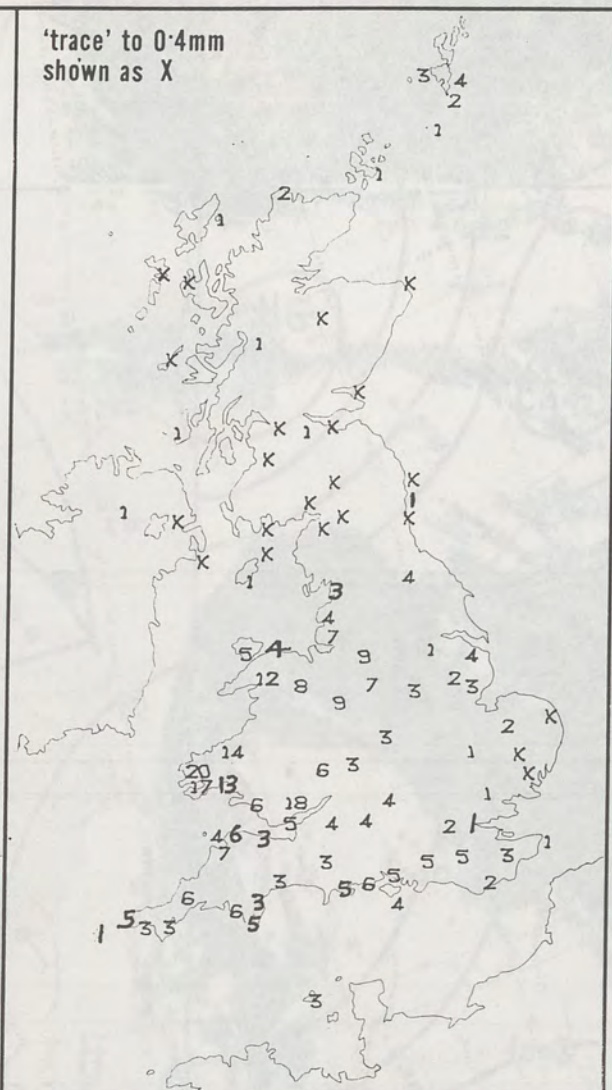 ‘trace’ to 0·4mm
shown as X
3 4
2
1
1
2
1
X X X
X
1
X
X
1 X 1 X
X
X X
1 X 1
X X X X X
X X
1 3 4
4
7
5 4 9 1 4
12 8 7 3 2 3
9
2 X
3
14 1 X
20 6 3 X
17 13
6 18 4 1
5 4 4 2 1
4 6 3 1
7 3 5 5 3
3 5 6 5 2
6 3 4
6
5 3 3 5
1
3